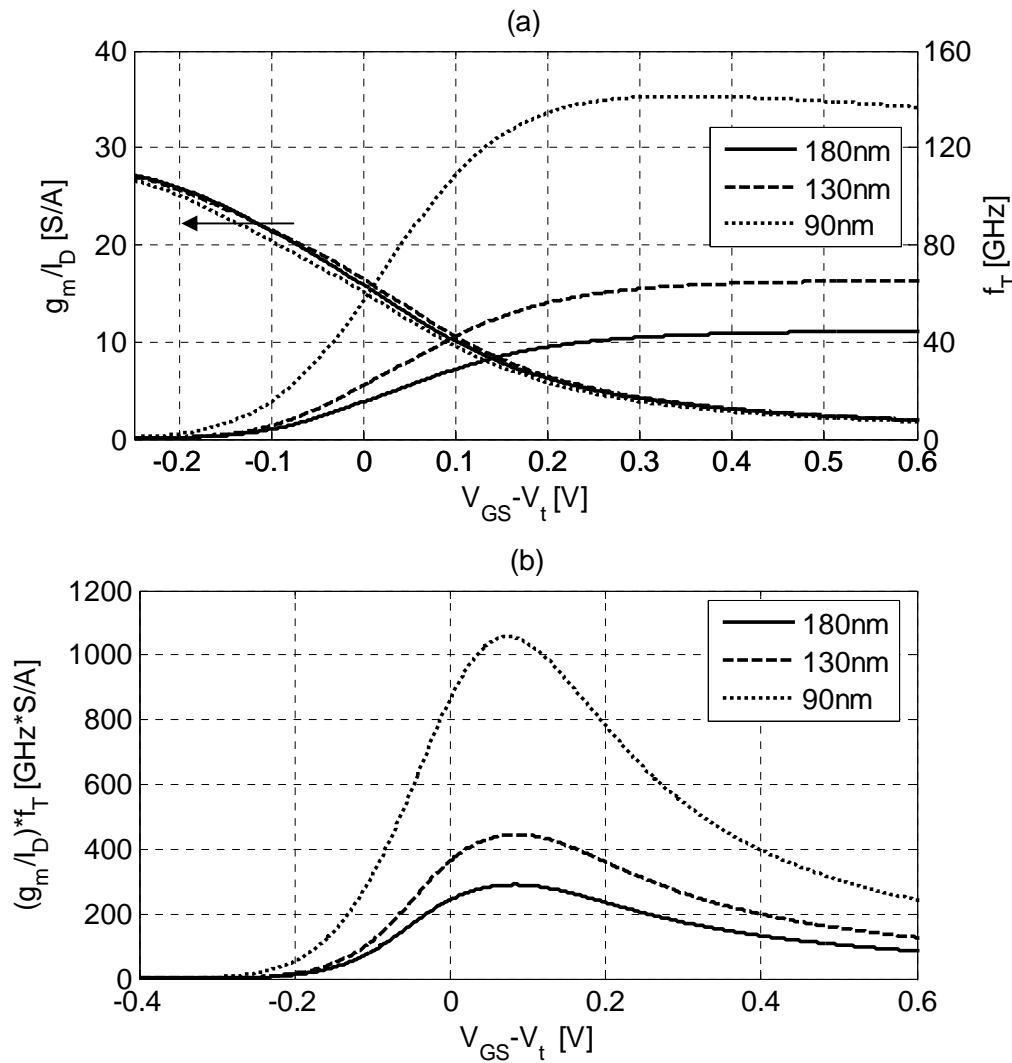 (a)
40
30
20
10
0
g_m/I_D [S/A]
160
120
80
40
0
f_T [GHz]
180nm
130nm
90nm
-0.2 -0.1 0 0.1 0.2 0.3 0.4 0.5 0.6
V_GS-V_t [V]
(b)
1200
1000
800
600
400
200
0
(g_m/I_D)*f_T [GHz*S/A]
180nm
130nm
90nm
-0.4 -0.2 0 0.2 0.4 0.6
V_GS-V_t [V]